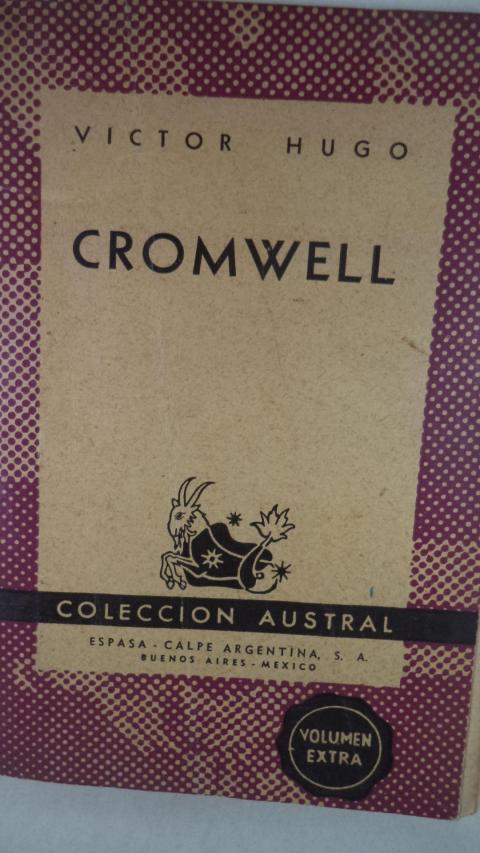 VICTOR HUGO
CROMWELL
COLECCION AUSTRAL
ESPASA - CALPE ARGENTINA, S. A.
BUENOS AIRES - MEXICO
VOLUMEN
EXTRA